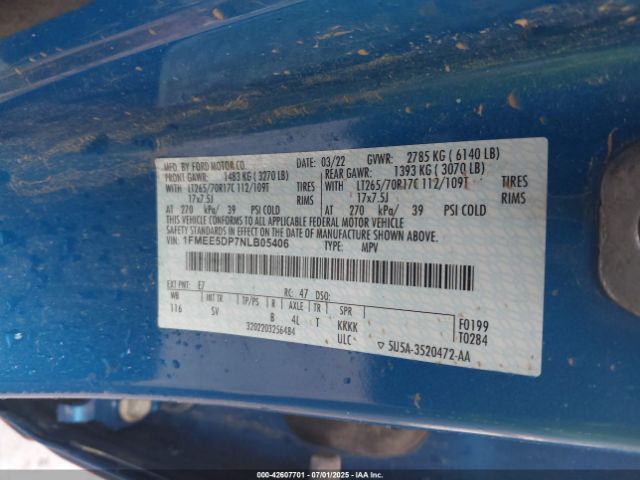 MFD. BY FORD MOTOR CO.
DATE: 03/22 GVWR: 2785 KG ( 6140 LB)
FRONT GAWR: 1483 KG ( 3270 LB) REAR GAWR: 1393 KG ( 3070 LB)
WITH LT265/70R17C 112/109T TIRES WITH LT265/70R17C 112/109T TIRES
17x7.5J RIMS 17x7.5J RIMS
AT 270 kPa/ 39 PSI COLD AT 270 kPa/ 39 PSI COLD
THIS VEHICLE CONFORMS TO ALL APPLICABLE FEDERAL MOTOR VEHICLE
SAFETY STANDARDS IN EFFECT ON THE DATE OF MANUFACTURE SHOWN ABOVE.
VIN: 1FMEE5DP7NLB05406 TYPE: MPV
EXT PNT: E7 RC: 47 DSO:
WB INT TR TP/PS R AXLE TR SPR
116 SV B 4L T KKKK
F0199
T0284
3202203256484 ULC
▽ 5U5A-3520472-AA
000-42607701 - 07/01/2025 - IAAI.COM